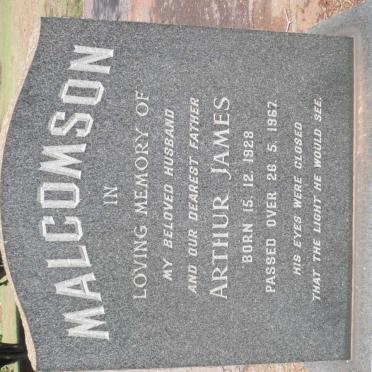 MALCOMSON
IN
LOVING MEMORY OF
MY BELOVED HUSBAND
AND OUR DEAREST FATHER
ARTHUR JAMES
BORN 15. 12. 1928
PASSED OVER 26. 5. 1967.
HIS EYES WERE CLOSED
THAT THE LIGHT HE WOULD SEE.